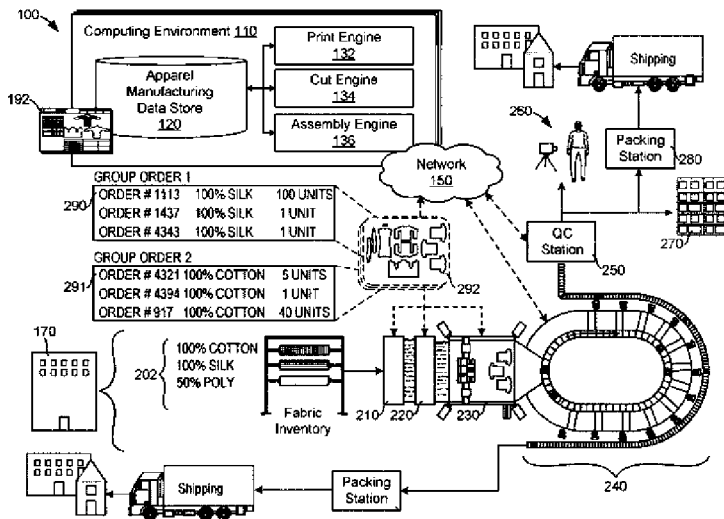 100
Computing Environment 110
Apparel
Manufacturing
Data Store
120
Print Engine
132
Cut Engine
134
Assembly Engine
136
192
Shipping
260
Packing
Station
280
Network
150
GROUP ORDER 1
290
ORDER # 1513 100% SILK 100 UNITS
ORDER # 1437 100% SILK 1 UNIT
ORDER # 4343 100% SILK 1 UNIT
GROUP ORDER 2
291
ORDER # 4321 100% COTTON 5 UNITS
ORDER # 4394 100% COTTON 1 UNIT
ORDER # 917 100% COTTON 40 UNITS
292
QC
Station
250
270
170
202
100% COTTON
100% SILK
50% POLY
Fabric
Inventory
210
220
230
240
Shipping
Packing
Station